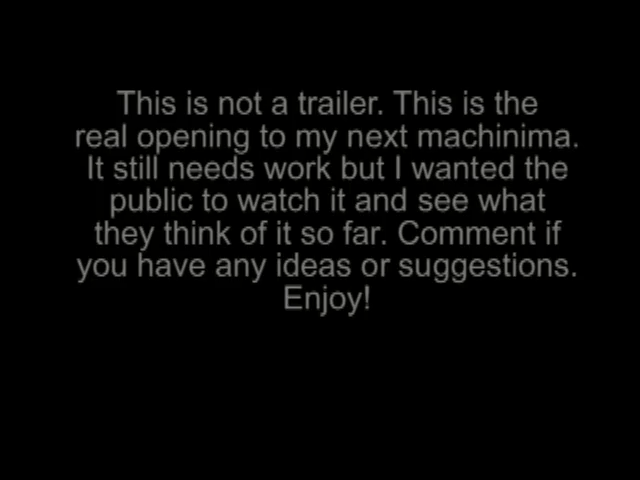 This is not a trailer. This is the
real opening to my next machinima.
It still needs work but I wanted the
public to watch it and see what
they think of it so far. Comment if
you have any ideas or suggestions.
Enjoy!